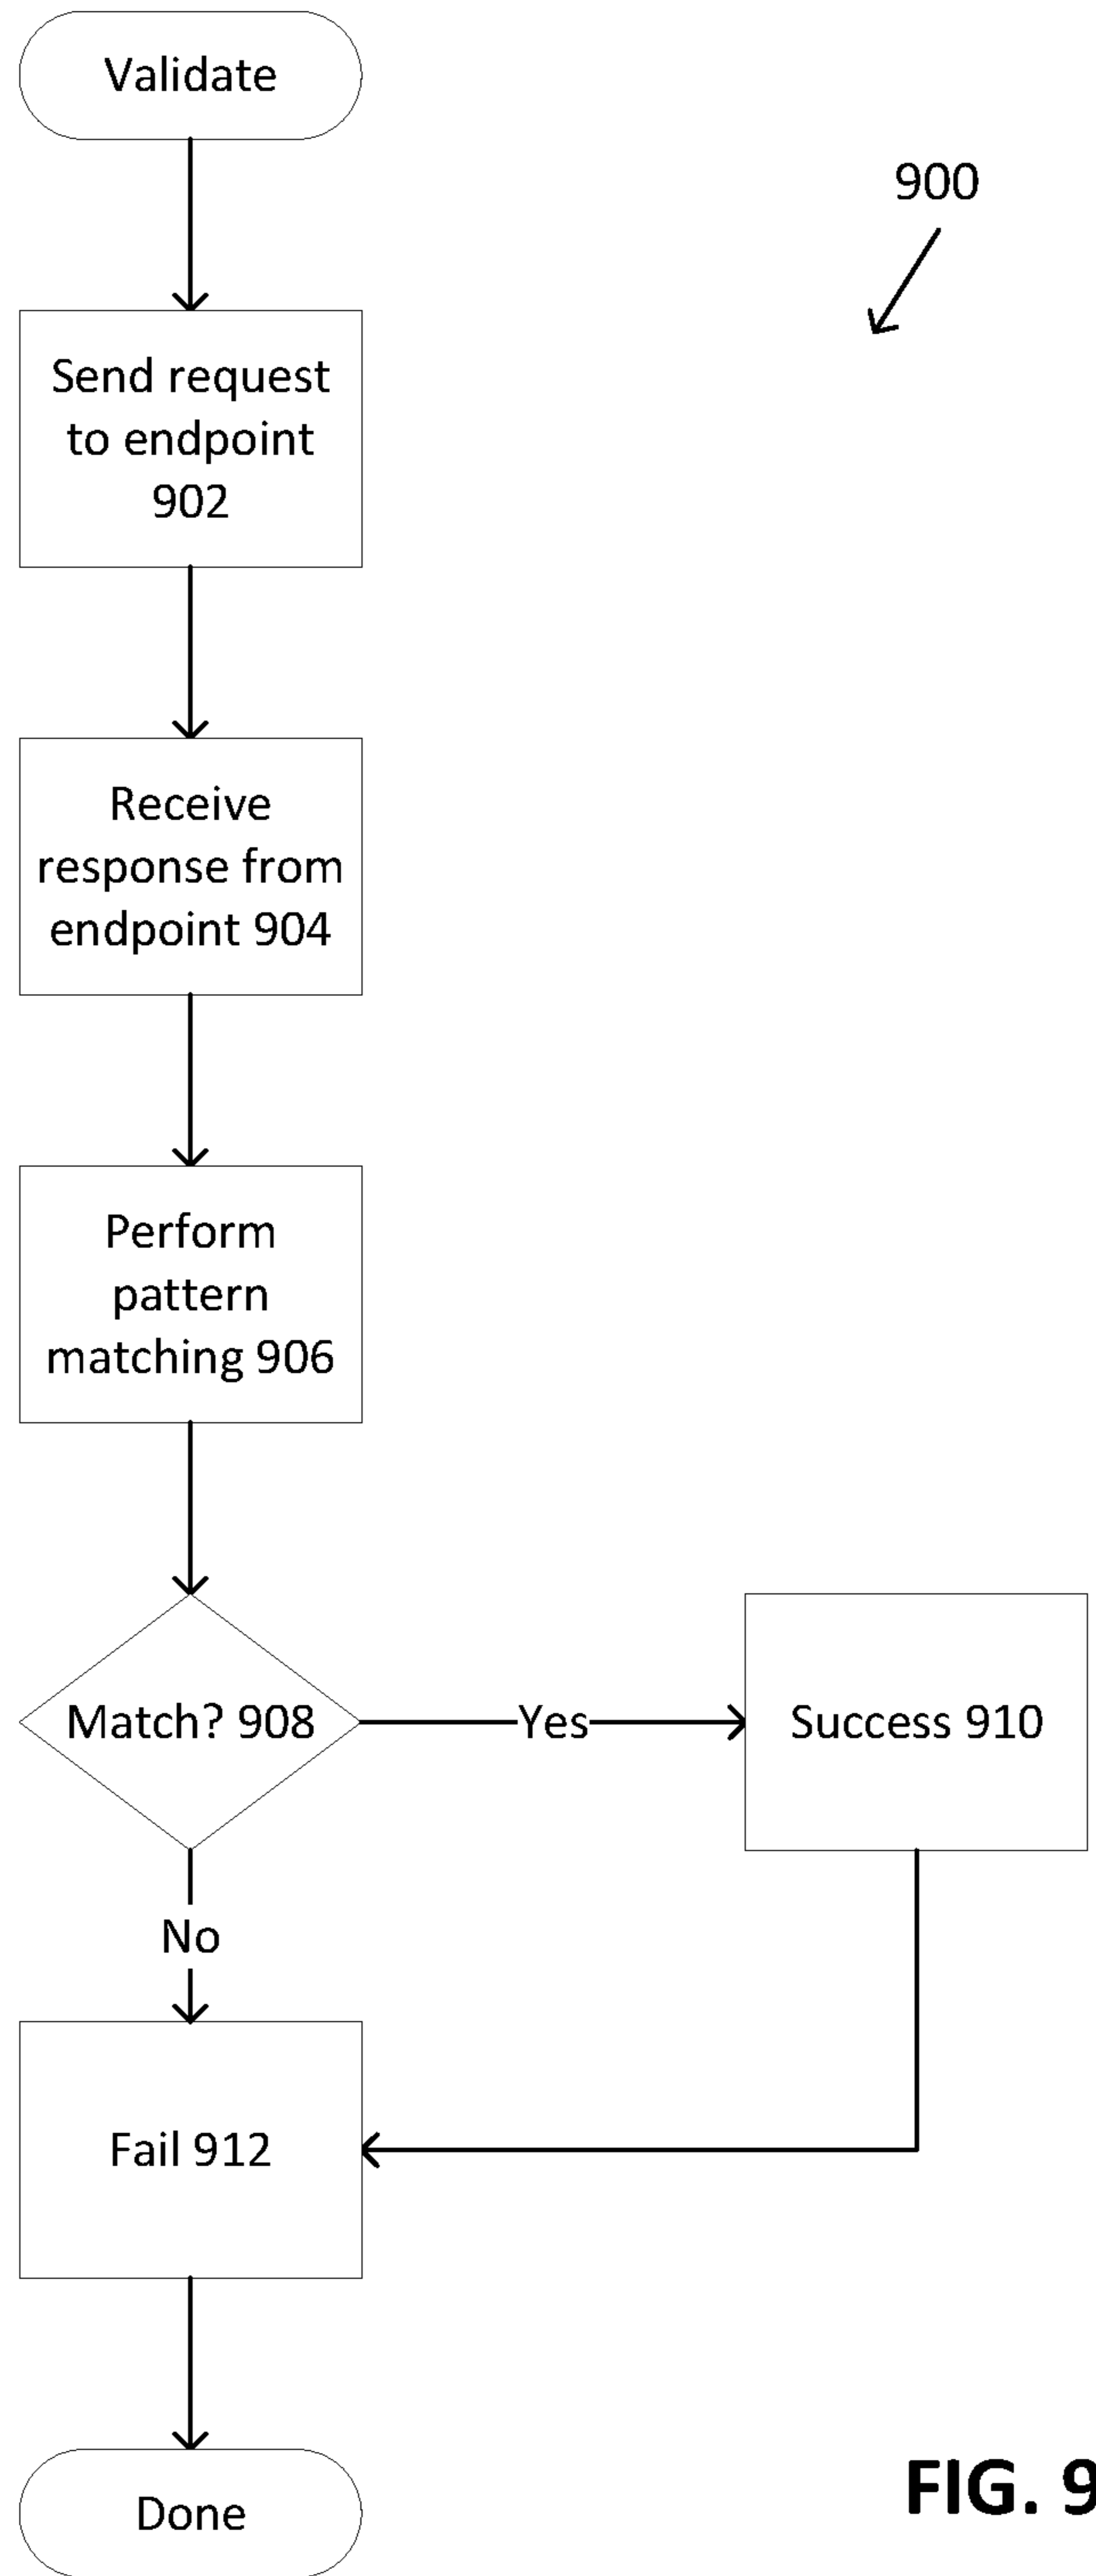 Validate
900
Send request
to endpoint
902
Receive
response from
endpoint 904
Perform
pattern
matching 906
Match? 908
Yes
Success 910
No
Fail 912
Done
FIG. 9